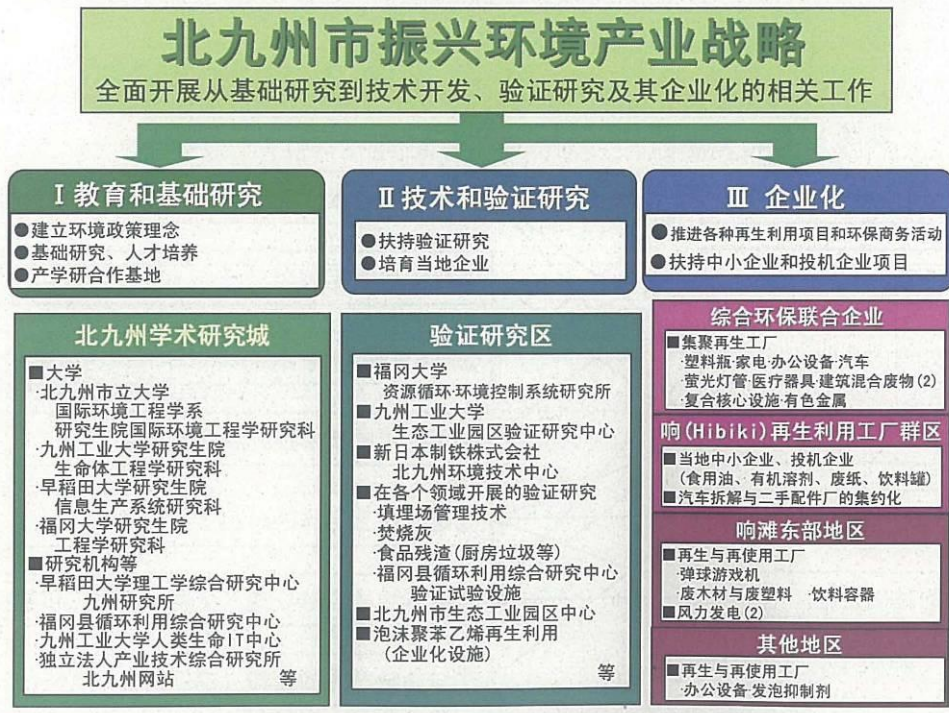 北九州市振兴环境产业战略
全面开展从基础研究到技术开发、验证研究及其企业化的相关工作
Ⅰ 教育和基础研究
●建立环境政策理念
●基础研究、人才培养
●产学研合作基地
Ⅱ 技术和验证研究
●扶持验证研究
●培育当地企业
Ⅲ 企业化
●推进各种再生利用项目和环保商务活动
●扶持中小企业和投机企业项目
北九州学术研究城
■大学
·北九州市立大学
国际环境工程学系
研究生院国际环境工程学研究科
·九州工业大学研究生院
生命体工程学研究科
·早稻田大学研究生院
信息生产系统研究科
·福冈大学研究生院
工程学研究科
■研究机构等
·早稻田大学理工学综合研究中心
九州研究所
·福冈县循环利用综合研究中心
·九州工业大学人类生命IT中心
·独立法人产业技术综合研究所
北九州网站 等
验证研究区
■福冈大学
资源循环·环境控制系统研究所
■九州工业大学
生态工业园区验证研究中心
■新日本制铁株式会社
北九州环境技术中心
■在各个领域开展的验证研究
·填埋场管理技术
·焚烧灰
·食品残渣(厨房垃圾等)
·福冈县循环利用综合研究中心
验证试验设施
■北九州市生态工业园区中心
■泡沫聚苯乙烯再生利用
(企业化设施)
等
综合环保联合企业
■集聚再生工厂
·塑料瓶·家电·办公设备·汽车
·萤光灯管·医疗器具·建筑混合废物(2)
·复合核心设施·有色金属
响(Hibiki)再生利用工厂群区
■当地中小企业、投机企业
(食用油、有机溶剂、废纸、饮料罐)
■汽车拆解与二手配件厂的集约化
响滩东部地区
■再生与再使用工厂
·弹球游戏机
·废木材与废塑料 ·饮料容器
■风力发电(2)
其他地区
■再生与再使用工厂
·办公设备·发泡抑制剂